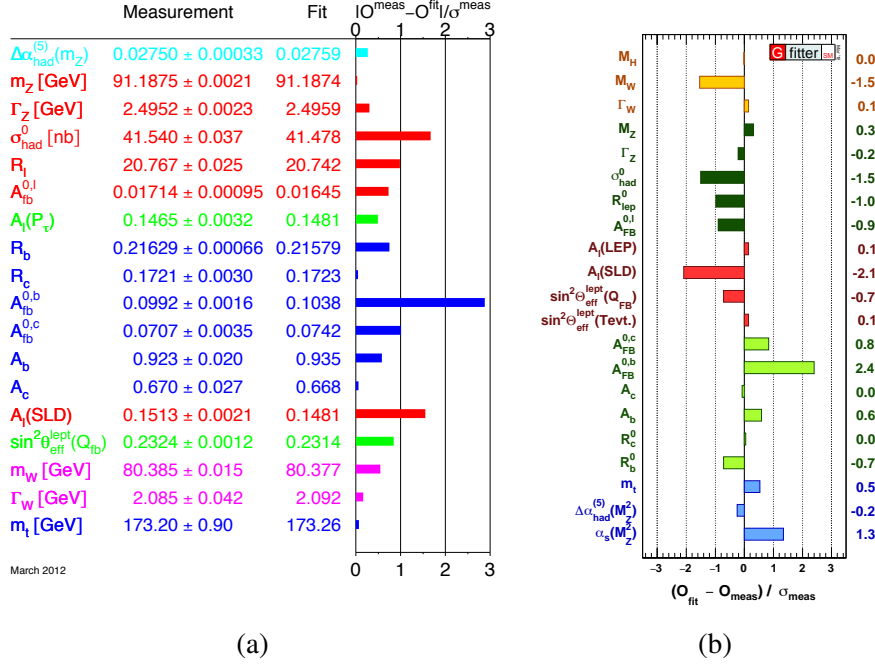 Measurement Fit |O^meas–O^fit|/σ^meas
0 1 2 3
Δα_had^(5)(m_Z) 0.02750 ± 0.00033 0.02759
m_Z [GeV] 91.1875 ± 0.0021 91.1874
Γ_Z [GeV] 2.4952 ± 0.0023 2.4959
σ_had^0 [nb] 41.540 ± 0.037 41.478
R_l 20.767 ± 0.025 20.742
A_fb^0,l 0.01714 ± 0.00095 0.01645
A_l(P_τ) 0.1465 ± 0.0032 0.1481
R_b 0.21629 ± 0.00066 0.21579
R_c 0.1721 ± 0.0030 0.1723
A_fb^0,b 0.0992 ± 0.0016 0.1038
A_fb^0,c 0.0707 ± 0.0035 0.0742
A_b 0.923 ± 0.020 0.935
A_c 0.670 ± 0.027 0.668
A_l(SLD) 0.1513 ± 0.0021 0.1481
sin²θ_eff^lept(Q_fb) 0.2324 ± 0.0012 0.2314
m_W [GeV] 80.385 ± 0.015 80.377
Γ_W [GeV] 2.085 ± 0.042 2.092
m_t [GeV] 173.20 ± 0.90 173.26
0 1 2 3
March 2012
(a)
G fitter SM
M_H 0.0
M_W -1.5
Γ_W 0.1
M_Z 0.3
Γ_Z -0.2
σ_had^0 -1.5
R_lep^0 -1.0
A_FB^0,l -0.9
A_l(LEP) 0.1
A_l(SLD) -2.1
sin²Θ_eff^lept(Q_FB) -0.7
sin²Θ_eff^lept(Tevt.) 0.1
A_FB^0,c 0.8
A_FB^0,b 2.4
A_c 0.0
A_b 0.6
R_c^0 0.0
R_b^0 -0.7
m_t 0.5
Δα_had^(5)(M_Z^2) -0.2
α_s(M_Z^2) 1.3
-3 -2 -1 0 1 2 3
(O_fit - O_meas) / σ_meas
(b)